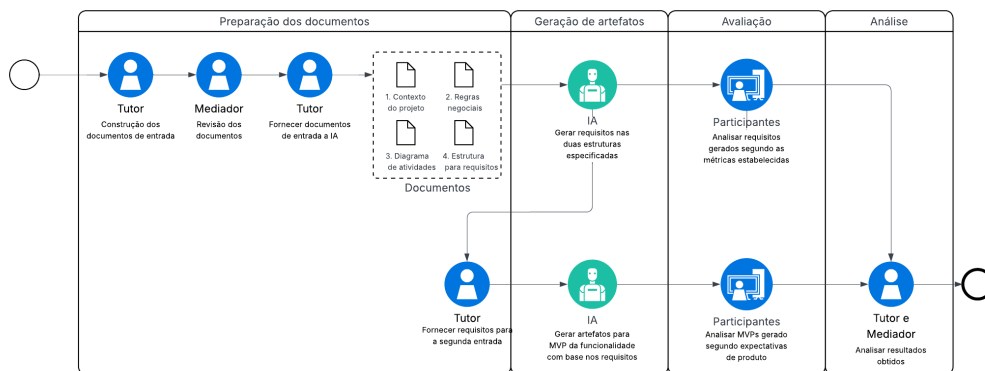 Preparação dos documentos
Geração de artefatos
Avaliação
Análise
Tutor
Construção dos
documentos de entrada
Mediador
Revisão dos
documentos
Tutor
Fornecer documentos
de entrada a IA
1. Contexto
do projeto
2. Regras
negociais
3. Diagrama
de atividades
4. Estrutura
para requisitos
Documentos
IA
Gerar requisitos nas
duas estruturas
especificadas
Participantes
Analisar requisitos
gerados segundo as
métricas estabelecidas
Tutor
Fornecer requisitos para
a segunda entrada
IA
Gerar artefatos para
MVP da funcionalidade
com base nos requisitos
Participantes
Analisar MVPs gerado
segundo expectativas
de produto
Tutor e
Mediador
Analisar resultados
obtidos